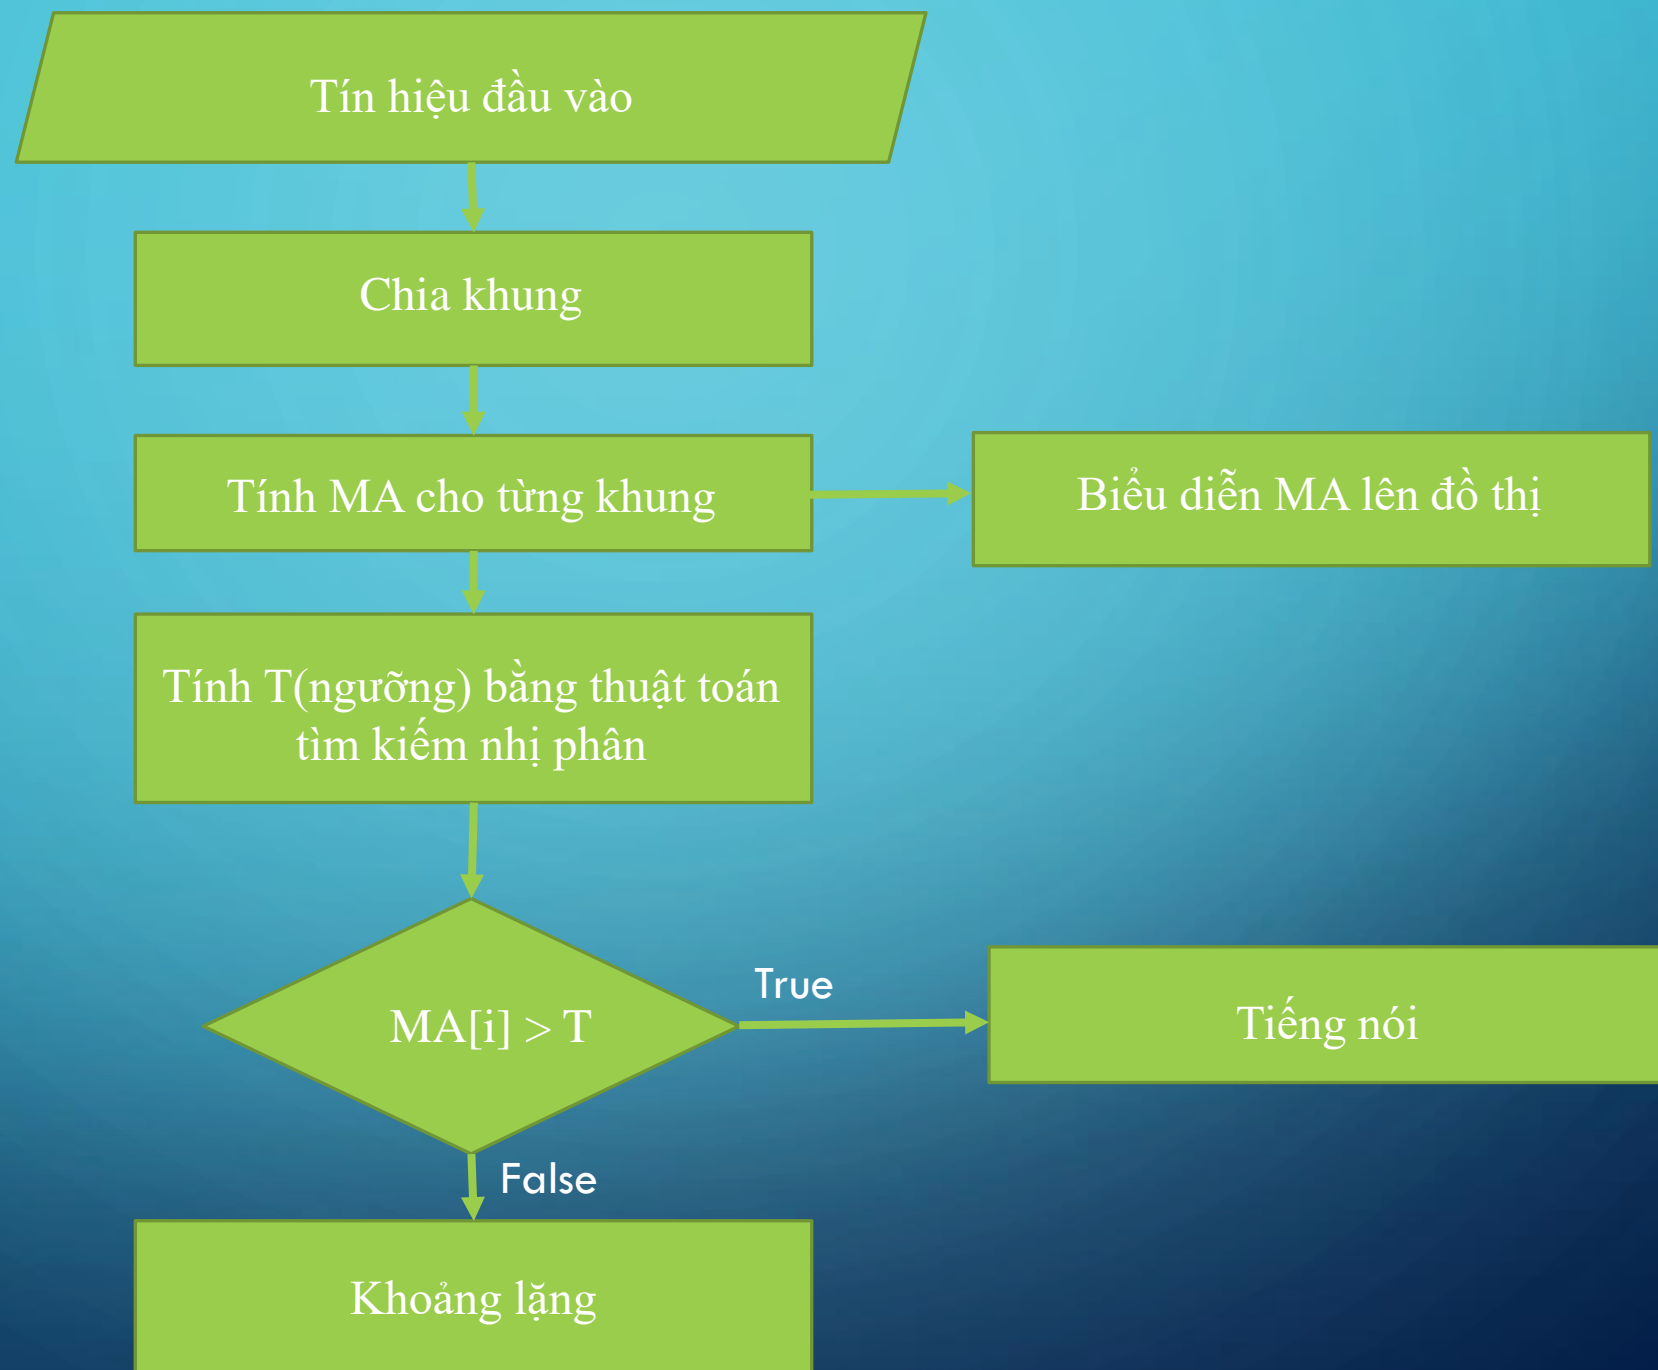 Tín hiệu đầu vào
Chia khung
Tính MA cho từng khung
Biểu diễn MA lên đồ thị
Tính T(ngưỡng) bằng thuật toán
tìm kiếm nhị phân
MA[i] > T
True
Tiếng nói
False
Khoảng lặng